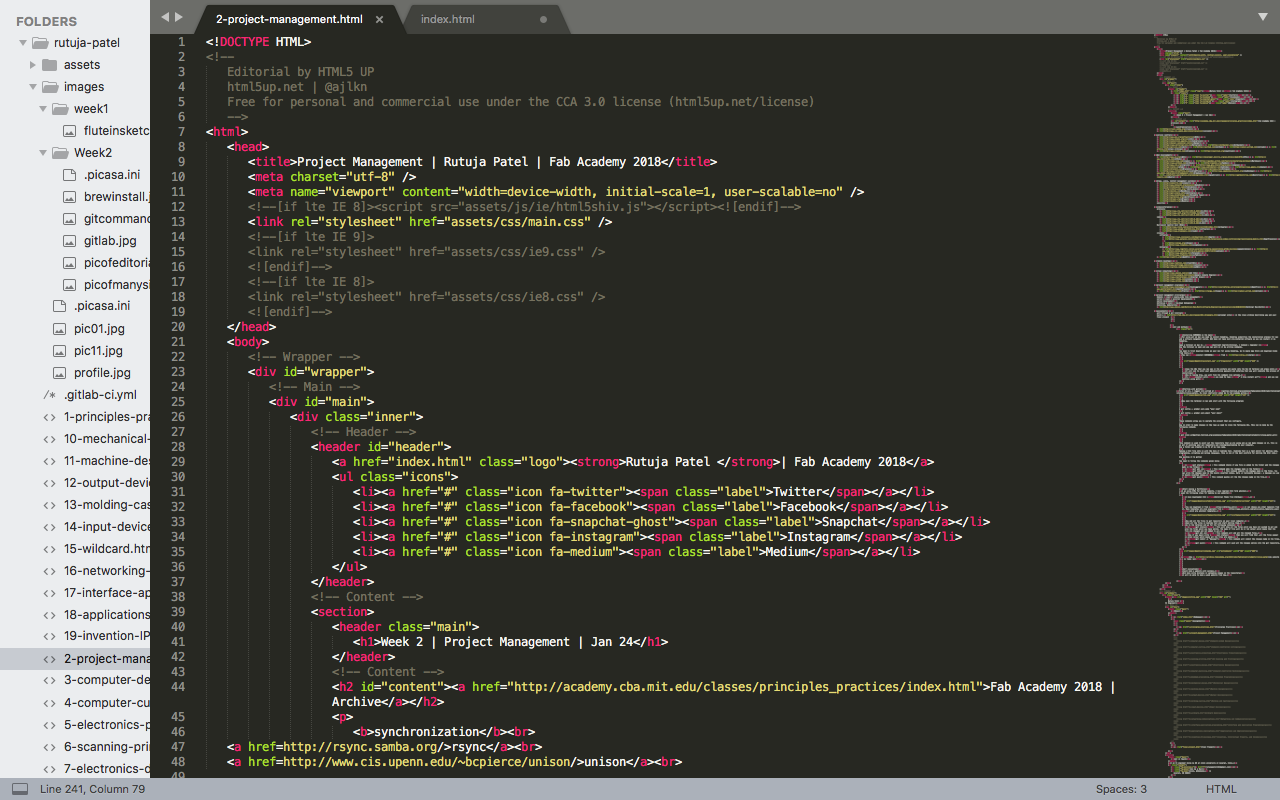 FOLDERS
rutuja-patel
assets
images
week1
fluteinsketc
Week2
.picasa.ini
brewinstall.j
gitcommand
gitlab.jpg
picofeditoria
picofmanysi
.picasa.ini
pic01.jpg
pic11.jpg
profile.jpg
/* .gitlab-ci.yml
<> 1-principles-pra
<> 10-mechanical-
<> 11-machine-des
<> 12-output-devi
<> 13-molding-cas
<> 14-input-device
<> 15-wildcard.htm
<> 16-networking-
<> 17-interface-ap
<> 18-applications
<> 19-invention-IP
<> 2-project-mana
<> 3-computer-de
<> 4-computer-cu
<> 5-electronics-p
<> 6-scanning-prin
<> 7-electronics-d
2-project-management.html ×
index.html
1 <!DOCTYPE HTML>
2 <!--
3 Editorial by HTML5 UP
4 html5up.net | @ajlkn
5 Free for personal and commercial use under the CCA 3.0 license (html5up.net/license)
6 -->
7 <html>
8 <head>
9 <title>Project Management | Rutuja Patel | Fab Academy 2018</title>
10 <meta charset="utf-8" />
11 <meta name="viewport" content="width=device-width, initial-scale=1, user-scalable=no" />
12 <!--[if lte IE 8]><script src="assets/js/ie/html5shiv.js"></script><![endif]-->
13 <link rel="stylesheet" href="assets/css/main.css" />
14 <!--[if lte IE 9]>
15 <link rel="stylesheet" href="assets/css/ie9.css" />
16 <![endif]-->
17 <!--[if lte IE 8]>
18 <link rel="stylesheet" href="assets/css/ie8.css" />
19 <![endif]-->
20 </head>
21 <body>
22 <!-- Wrapper -->
23 <div id="wrapper">
24 <!-- Main -->
25 <div id="main">
26 <div class="inner">
27 <!-- Header -->
28 <header id="header">
29 <a href="index.html" class="logo"><strong>Rutuja Patel </strong>| Fab Academy 2018</a>
30 <ul class="icons">
31 <li><a href="#" class="icon fa-twitter"><span class="label">Twitter</span></a></li>
32 <li><a href="#" class="icon fa-facebook"><span class="label">Facebook</span></a></li>
33 <li><a href="#" class="icon fa-snapchat-ghost"><span class="label">Snapchat</span></a></li>
34 <li><a href="#" class="icon fa-instagram"><span class="label">Instagram</span></a></li>
35 <li><a href="#" class="icon fa-medium"><span class="label">Medium</span></a></li>
36 </ul>
37 </header>
38 <!-- Content -->
39 <section>
40 <header class="main">
41 <h1>Week 2 | Project Management | Jan 24</h1>
42 </header>
43 <!-- Content -->
44 <h2 id="content"><a href="http://academy.cba.mit.edu/classes/principles_practices/index.html">Fab Academy 2018 |
Archive</a></h2>
45 <p>
46 <b>synchronization</b><br>
47 <a href=http://rsync.samba.org/>rsync</a><br>
48 <a href=http://www.cis.upenn.edu/~bcpierce/unison/>unison</a><br>
49
Line 241, Column 79
Spaces: 3
HTML